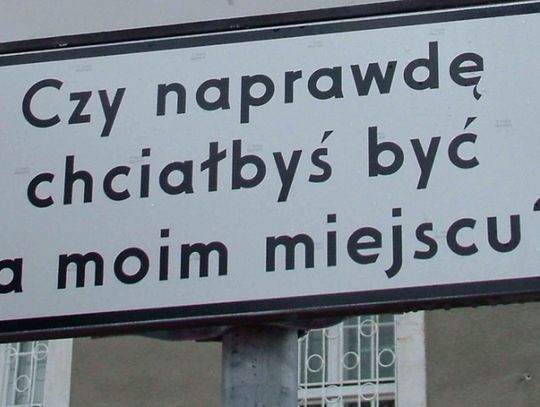 Czy naprawdę
chciałbyś być
a moim miejscu?